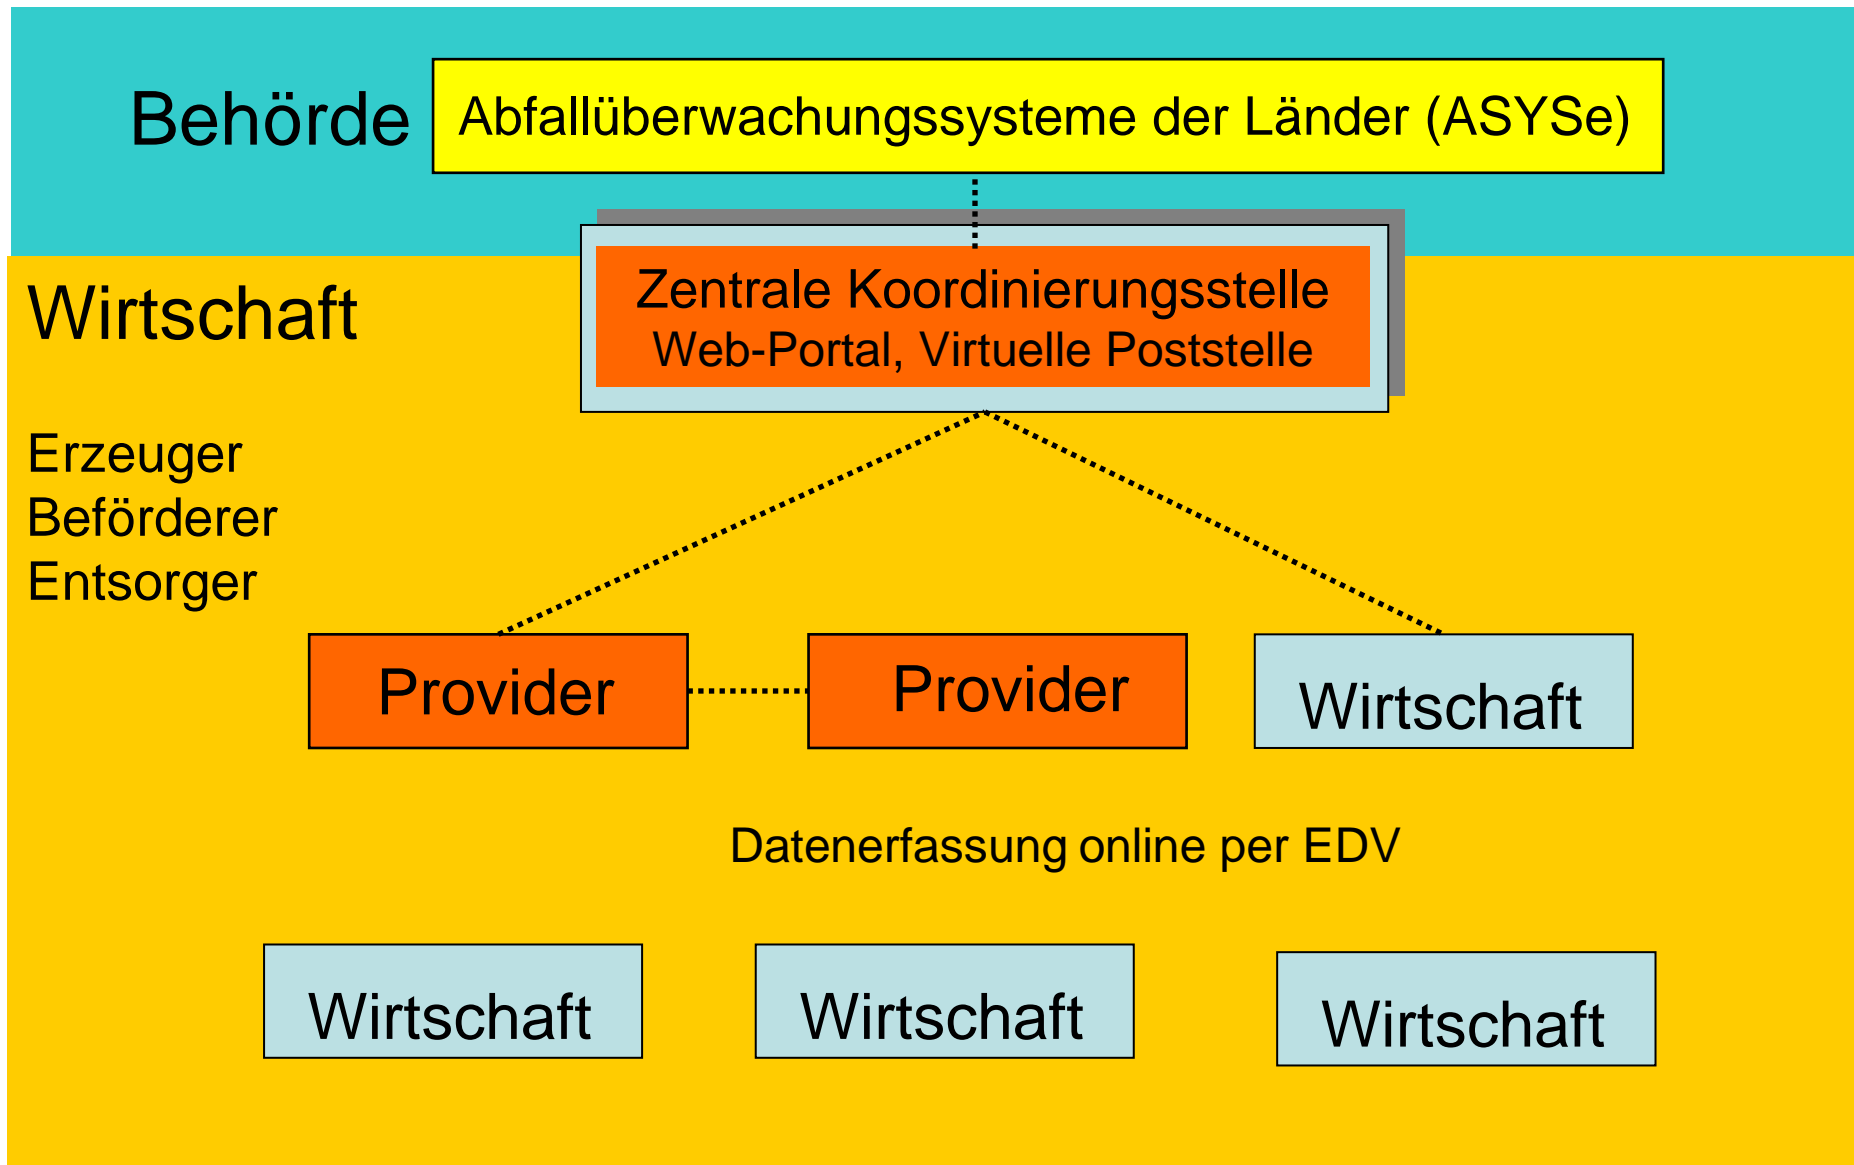 Behörde
Abfallüberwachungssysteme der Länder (ASYSe)
Zentrale Koordinierungsstelle
Web-Portal, Virtuelle Poststelle
Wirtschaft
Erzeuger
Beförderer
Entsorger
Provider
Provider
Wirtschaft
Datenerfassung online per EDV
Wirtschaft
Wirtschaft
Wirtschaft